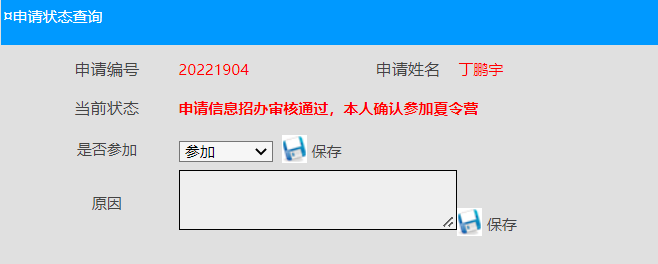 ¤申请状态查询
申请编号 20221904 申请姓名 丁鹏宇
当前状态 申请信息招办审核通过，本人确认参加夏令营
是否参加 参加 保存
原因 保存